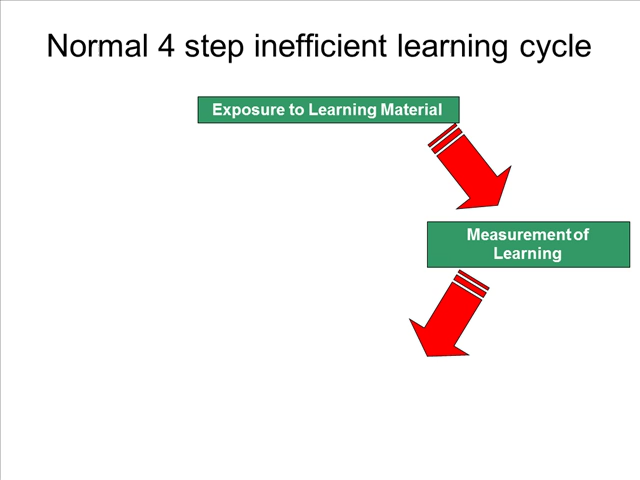 Normal 4 step inefficient learning cycle
Exposure to Learning Material
Measurement of
Learning